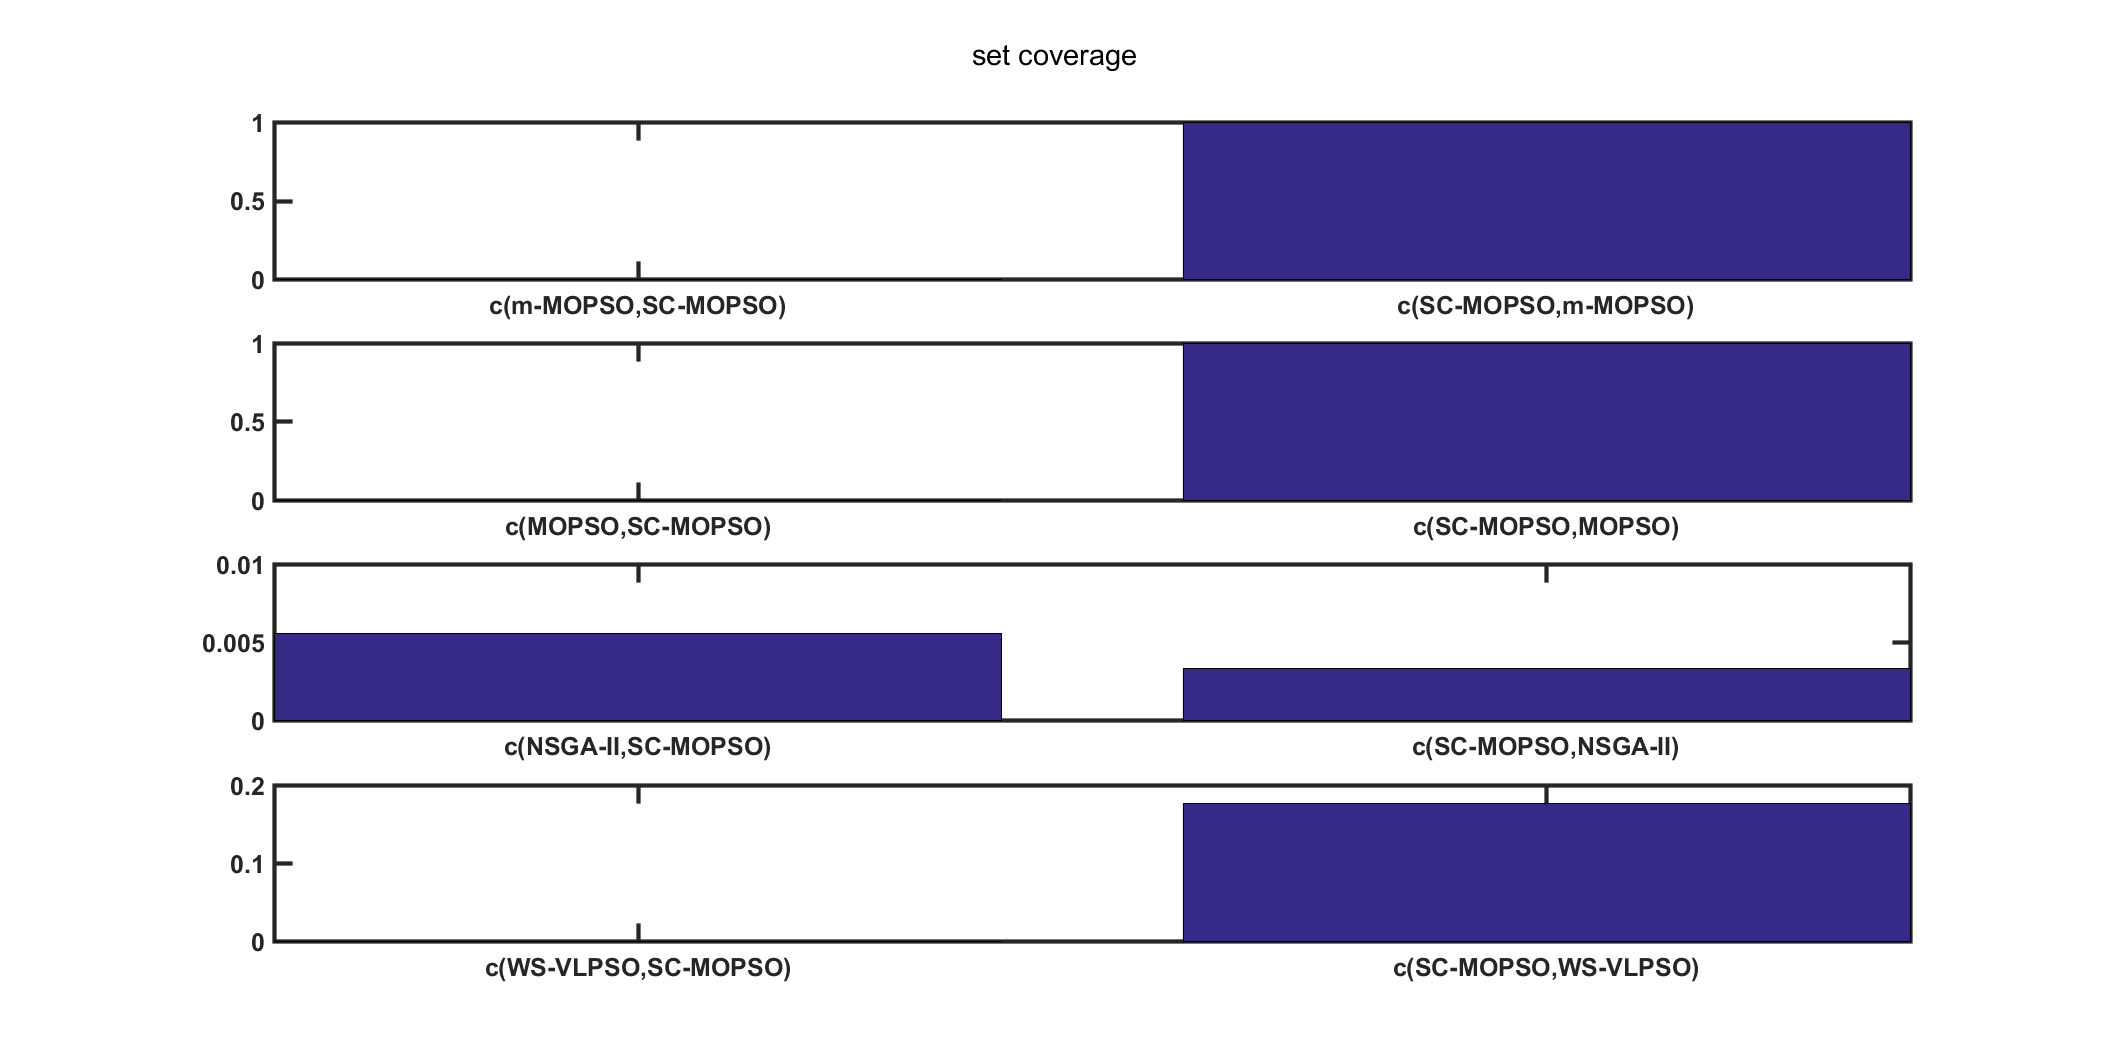 set coverage
1
0.5
0
c(m-MOPSO,SC-MOPSO) c(SC-MOPSO,m-MOPSO)
1
0.5
0
c(MOPSO,SC-MOPSO) c(SC-MOPSO,MOPSO)
0.01
0.005
0
c(NSGA-II,SC-MOPSO) c(SC-MOPSO,NSGA-II)
0.2
0.1
0
c(WS-VLPSO,SC-MOPSO) c(SC-MOPSO,WS-VLPSO)